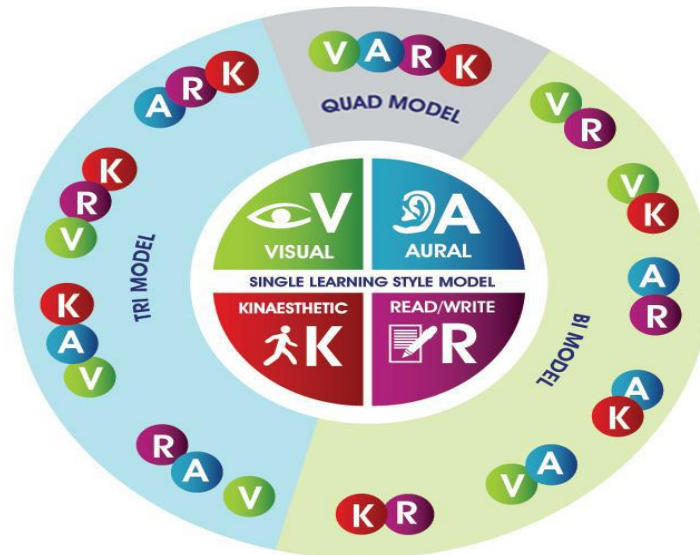 V A R K
QUAD MODEL
A R K
V R K
K A V
R A V
TRI MODEL
V R
V K
A R
A K
V A
K R
BI MODEL
V
VISUAL
A
AURAL
SINGLE LEARNING STYLE MODEL
KINAESTHETIC
K
READ/WRITE
R